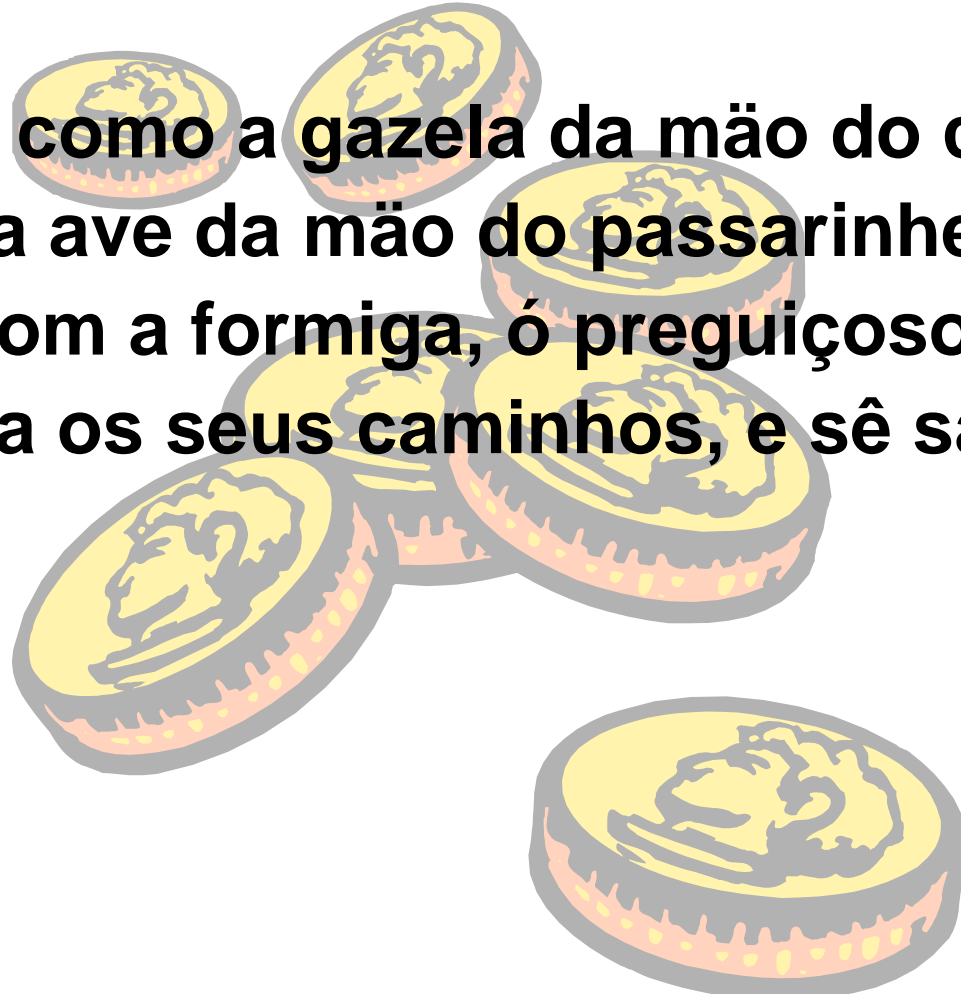 como a gazela da mäo do
a ave da mäo do passarinhe
om a formiga, ó preguiçoso
a os seus caminhos, e sê sa